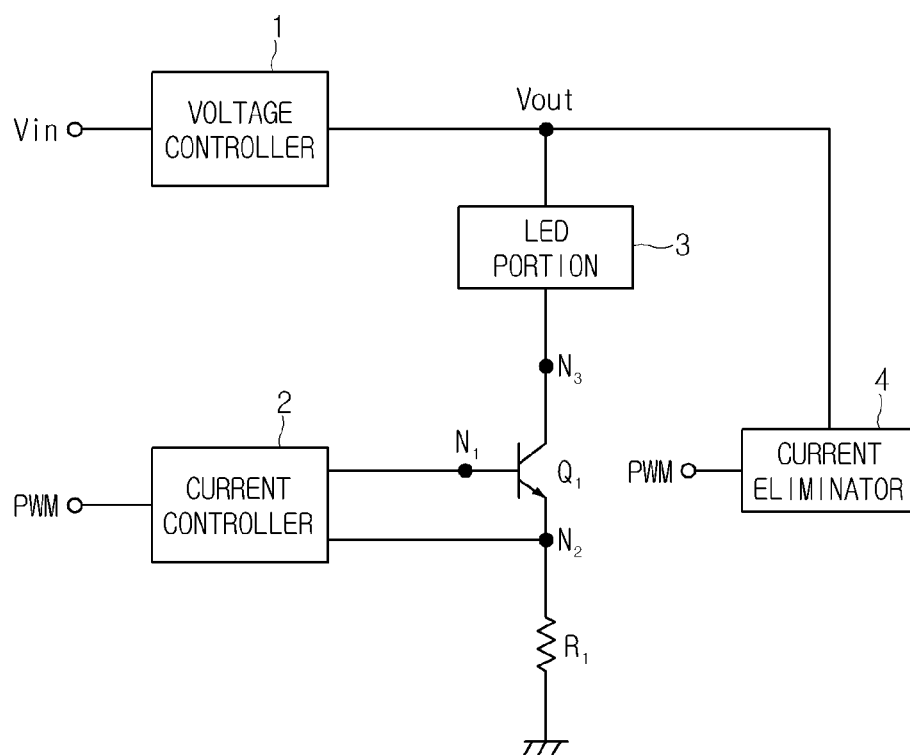 1
VOLTAGE
CONTROLLER
Vin
Vout
LED
PORTION
3
N₃
2
CURRENT
CONTROLLER
PWM
N₁
Q₁
N₂
R₁
4
PWM
CURRENT
ELIMINATOR